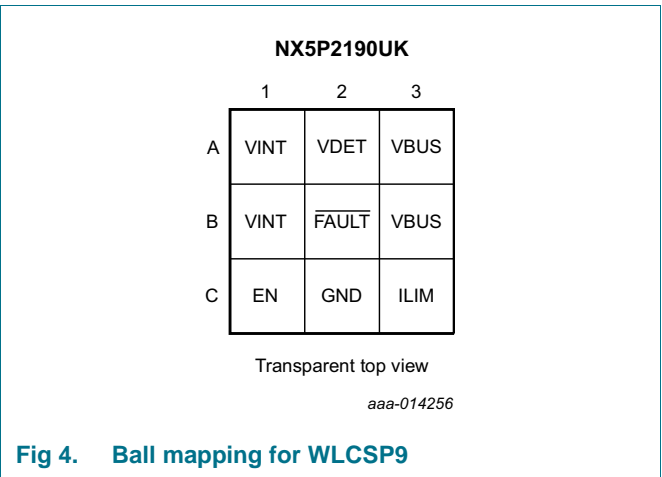 NX5P2190UK
1 2 3
A VINT VDET VBUS
B VINT FAULT VBUS
C EN GND ILIM
Transparent top view
aaa-014256
Fig 4. Ball mapping for WLCSP9